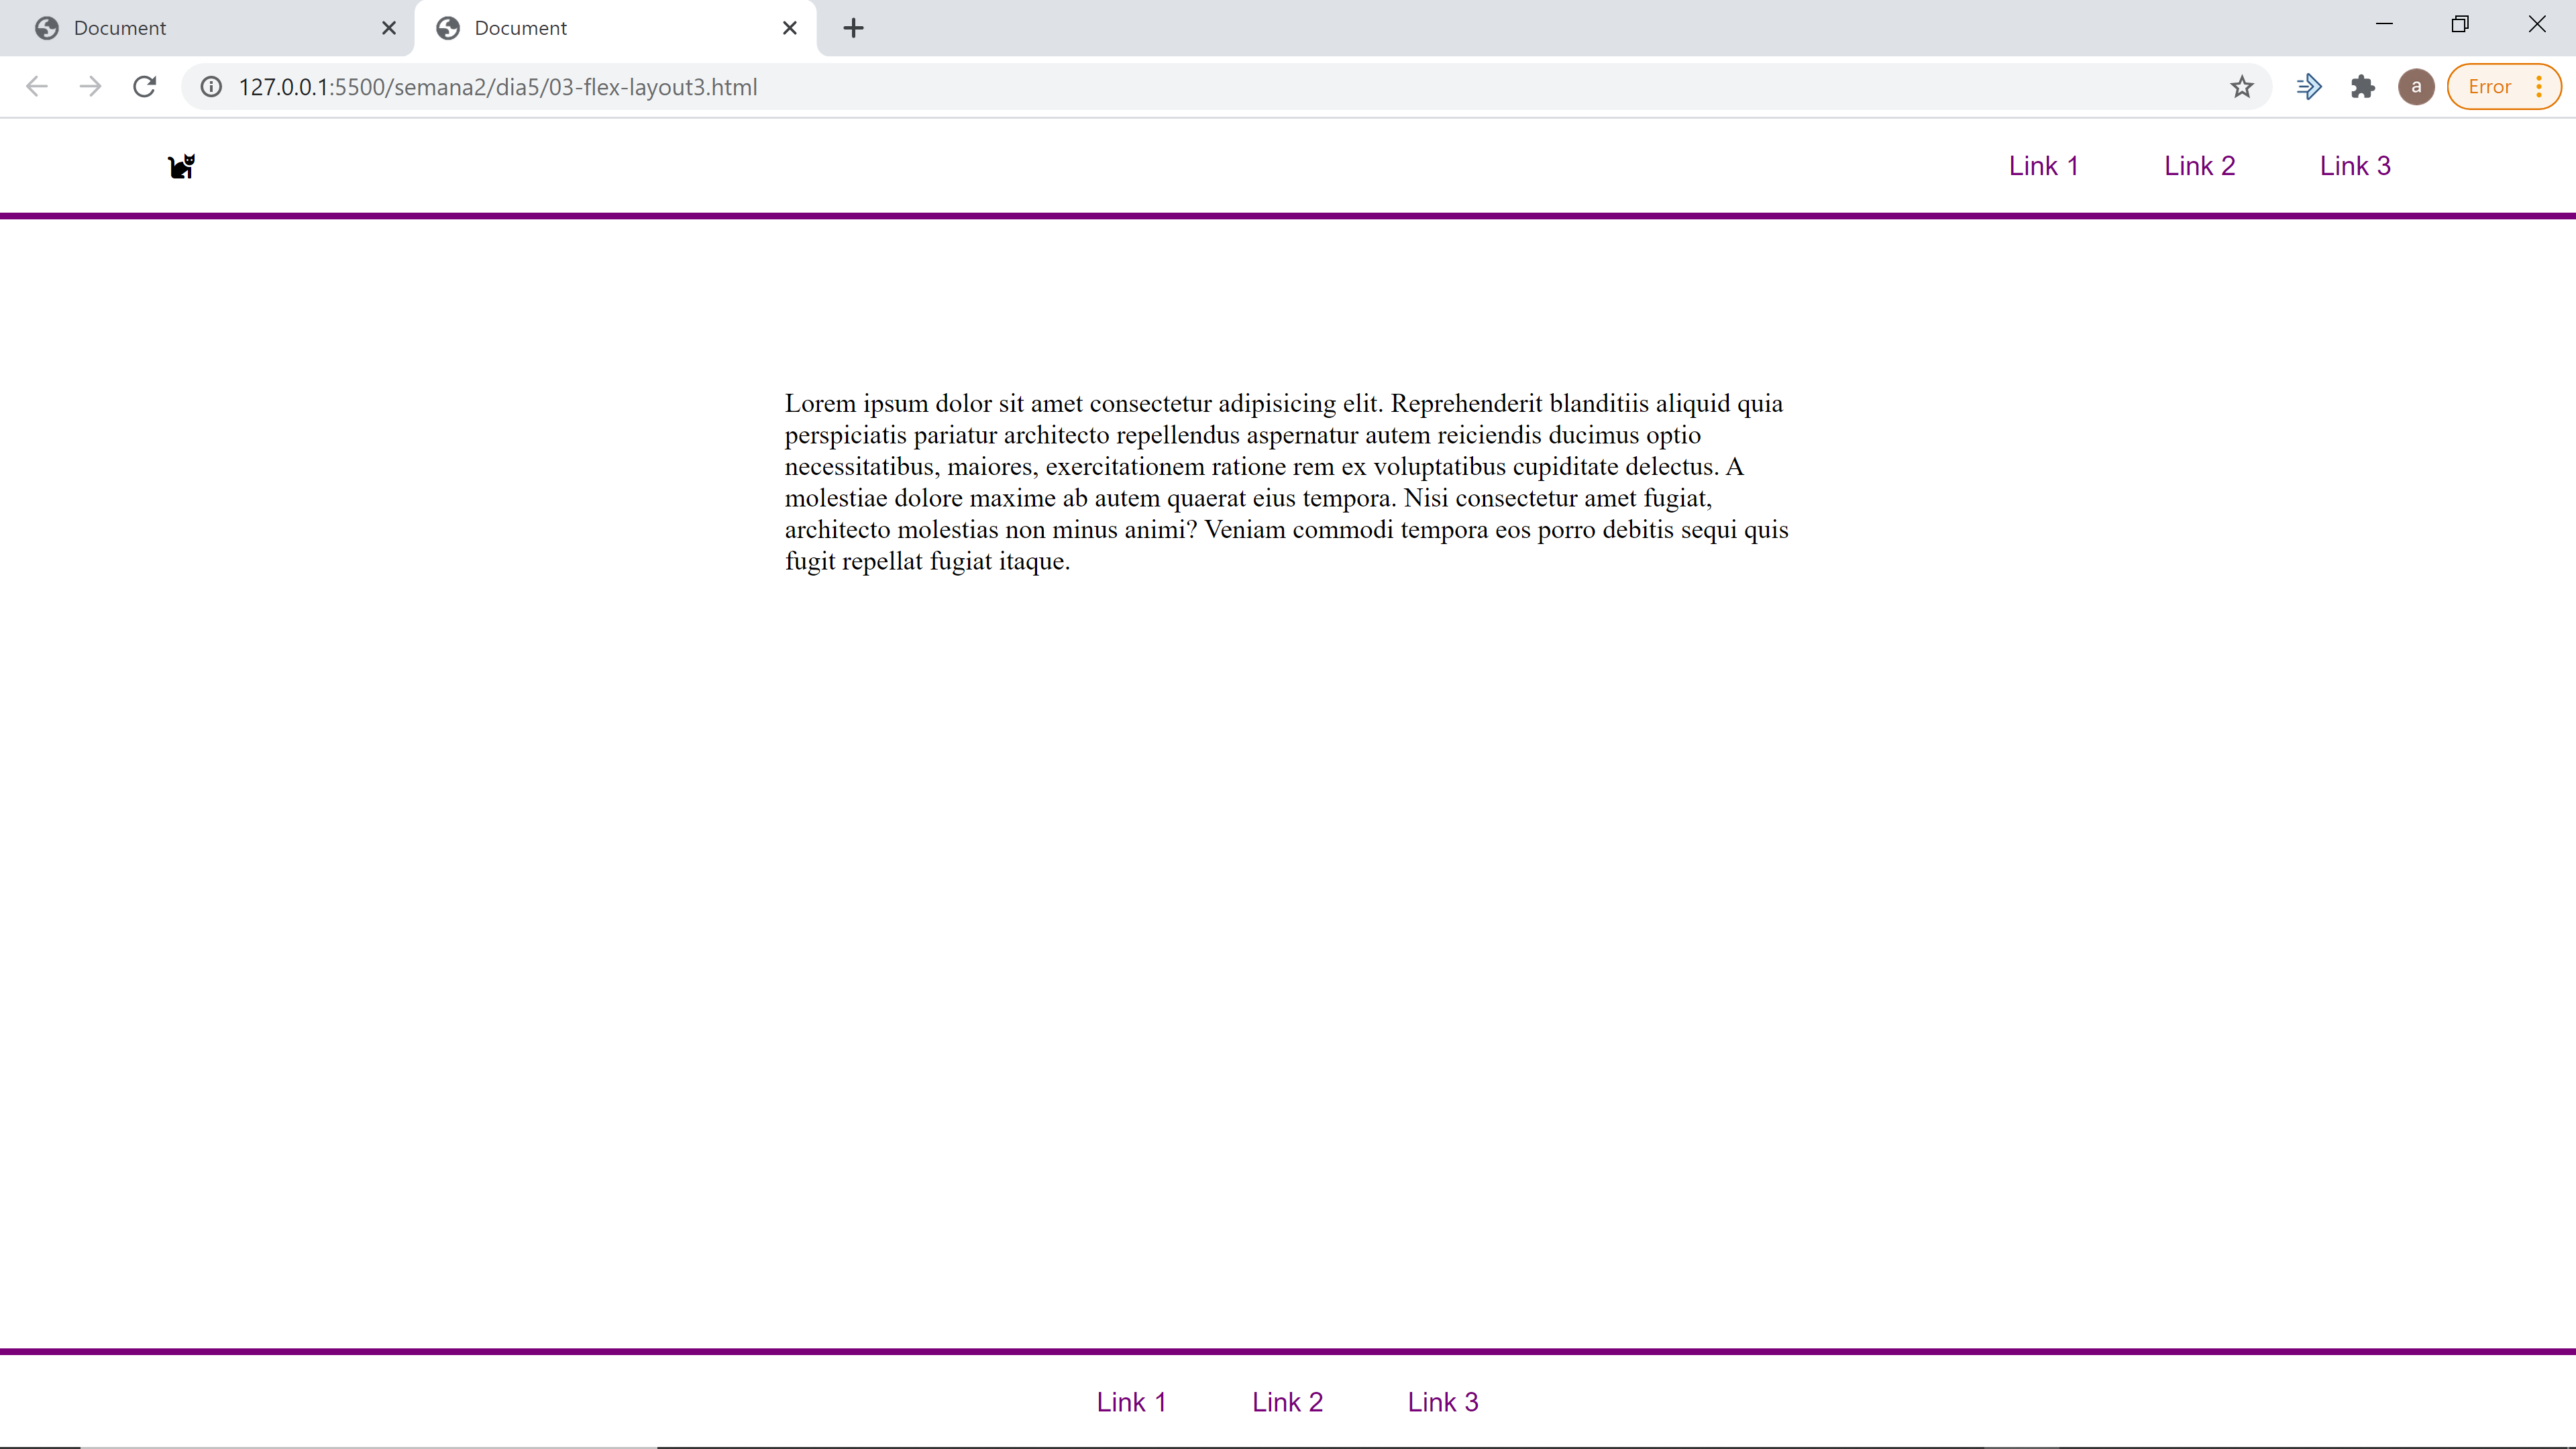 Document
Document
127.0.0.1:5500/semana2/dia5/03-flex-layout3.html
a
Error
Link 1
Link 2
Link 3
Lorem ipsum dolor sit amet consectetur adipisicing elit. Reprehenderit blanditiis aliquid quia
perspiciatis pariatur architecto repellendus aspernatur autem reiciendis ducimus optio
necessitatibus, maiores, exercitationem ratione rem ex voluptatibus cupiditate delectus. A
molestiae dolore maxime ab autem quaerat eius tempora. Nisi consectetur amet fugiat,
architecto molestias non minus animi? Veniam commodi tempora eos porro debitis sequi quis
fugit repellat fugiat itaque.
Link 1
Link 2
Link 3